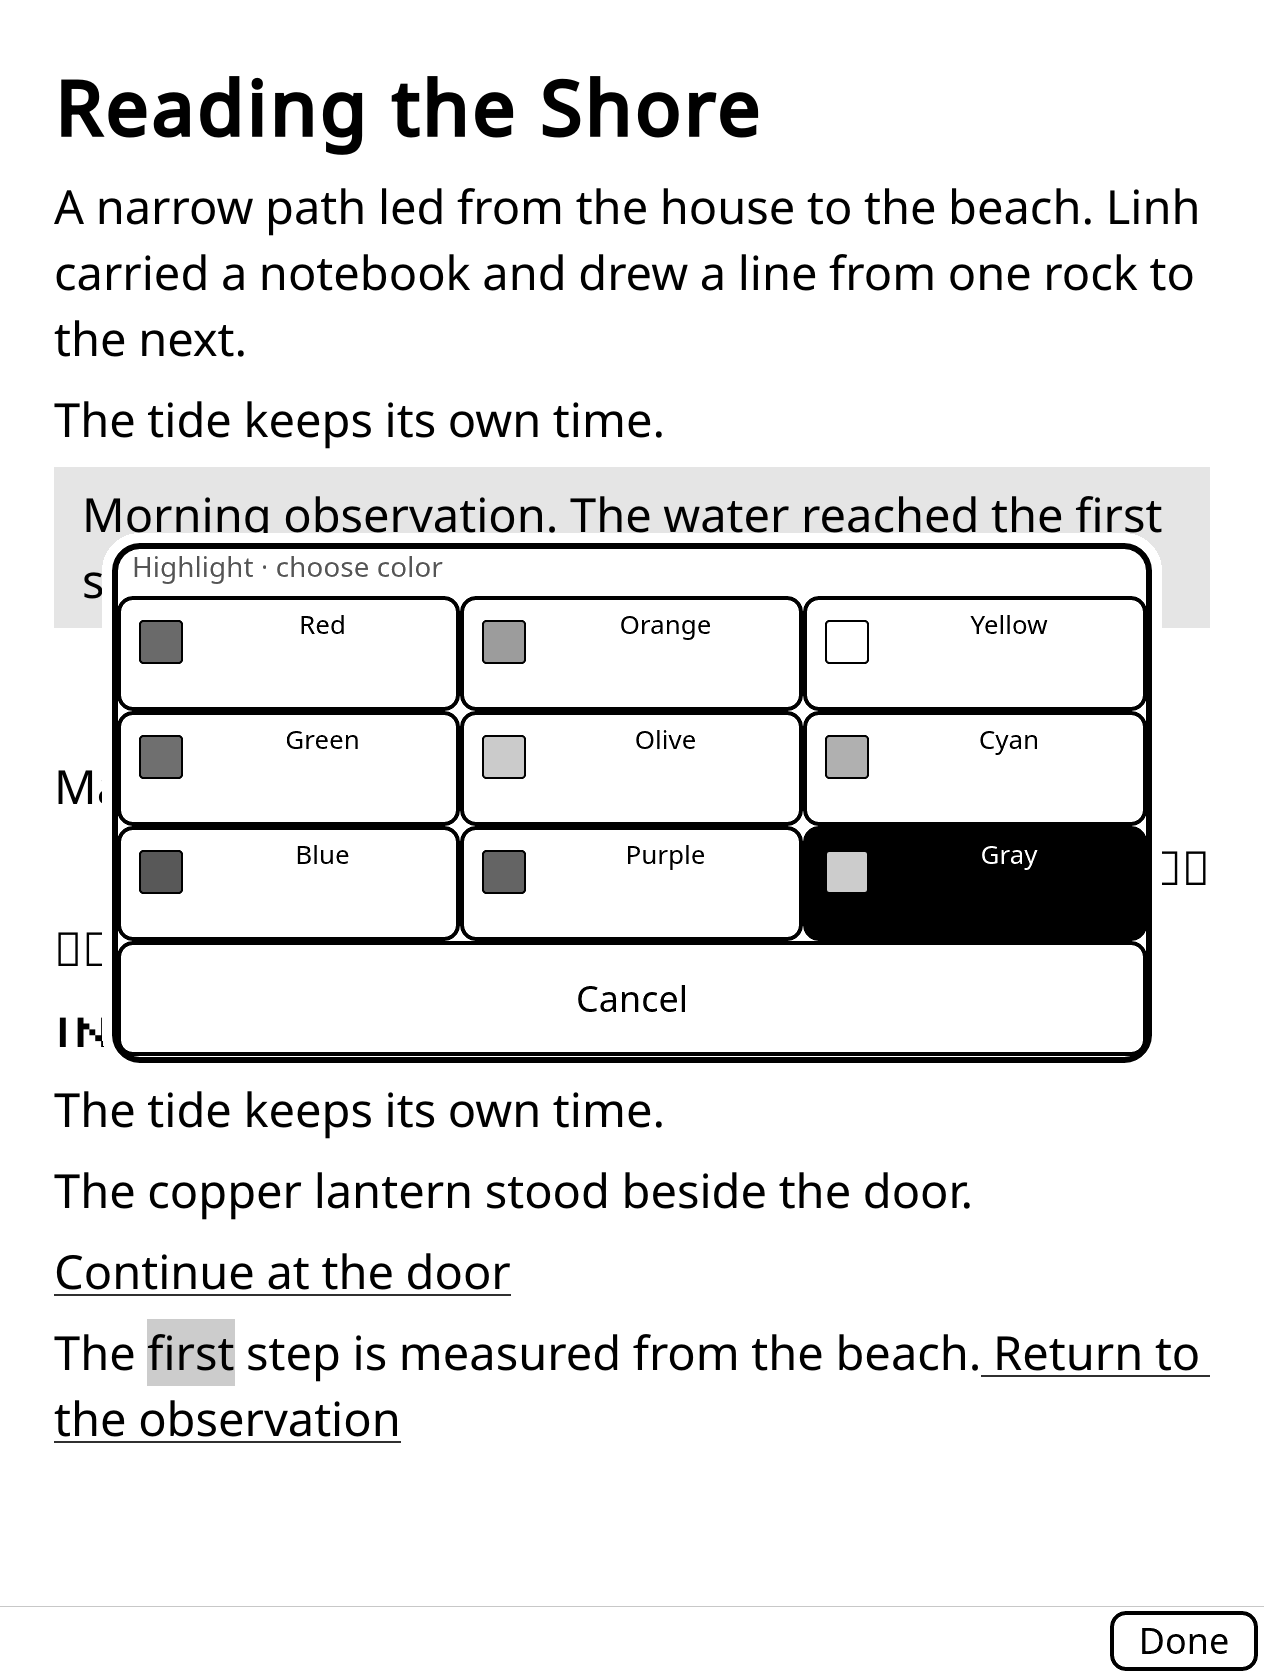 Reading the Shore
A narrow path led from the house to the beach. Linh
carried a notebook and drew a line from one rock to
the next.
The tide keeps its own time.
Morning observation. The water reached the first
Highlight · choose color
Red Orange Yellow
Green Olive Cyan
Blue Purple Gray
Cancel
The tide keeps its own time.
The copper lantern stood beside the door.
Continue at the door
The first step is measured from the beach. Return to
the observation
Done